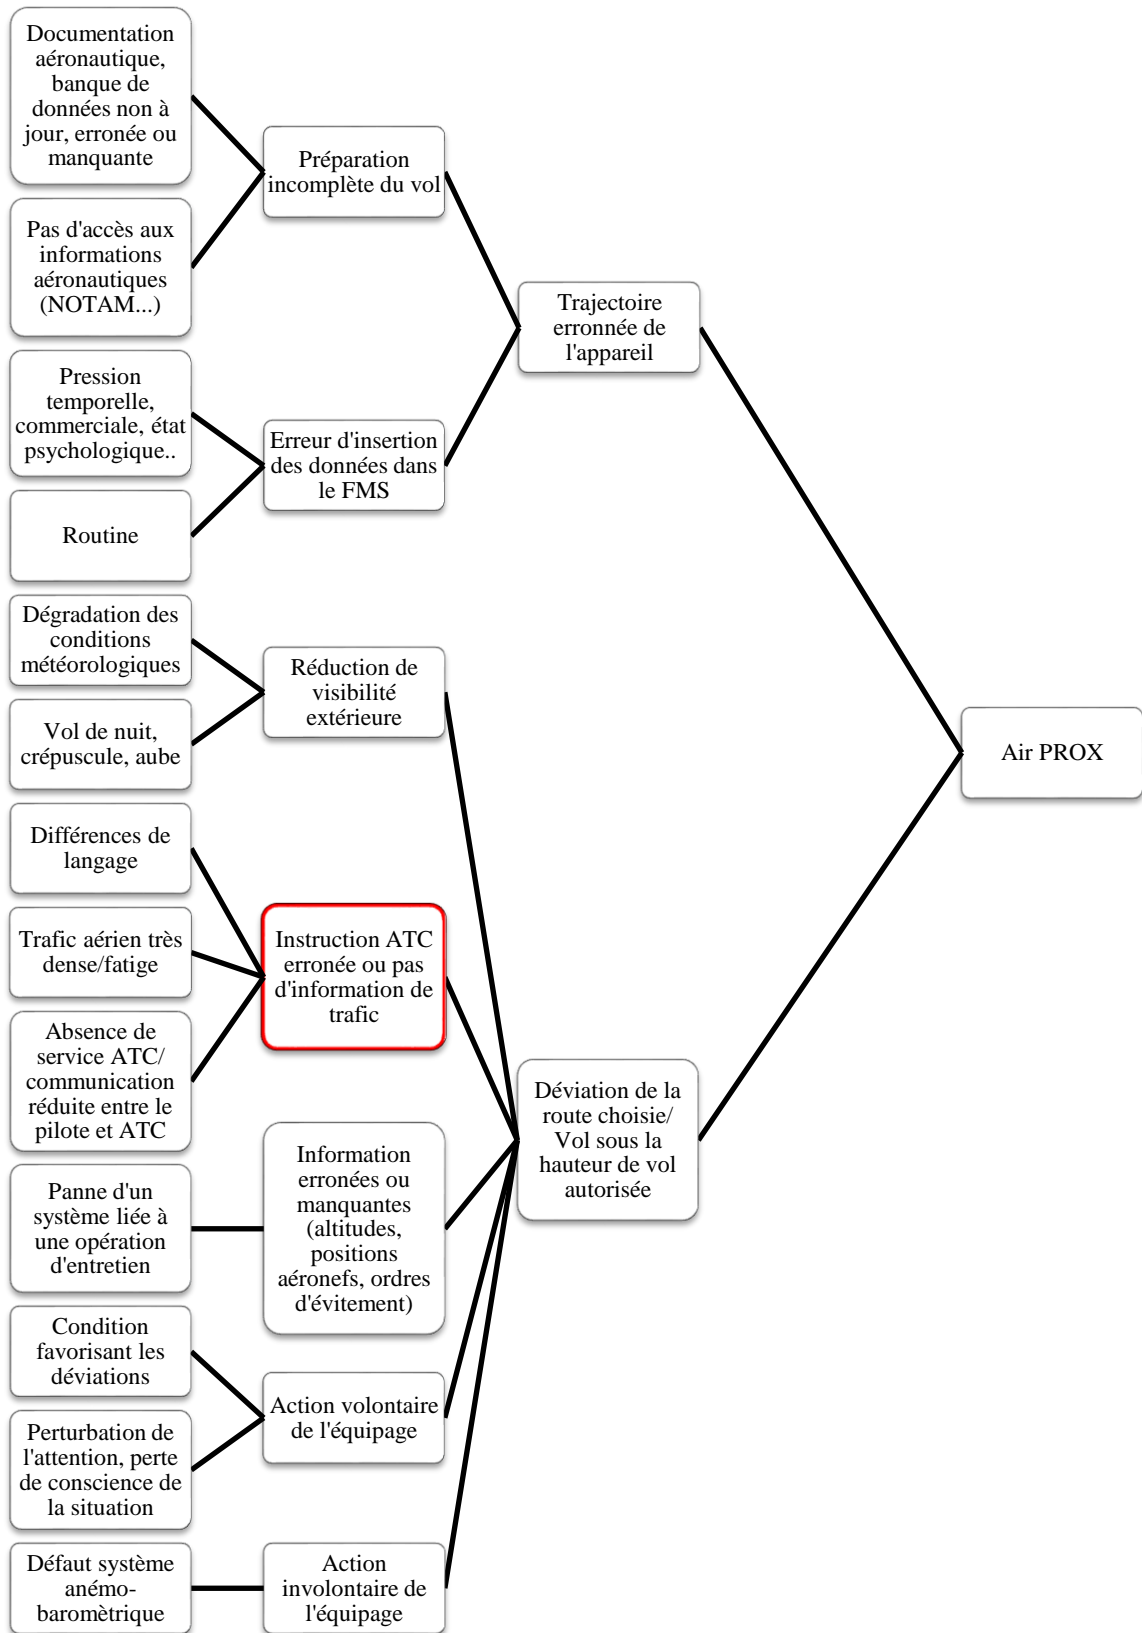 Documentation
aéronautique,
banque de
données non à
jour, erronée ou
manquante
Pas d'accès aux
informations
aéronautiques
(NOTAM...)
Préparation
incomplète du vol
Pression
temporelle,
commerciale, état
psychologique..
Routine
Erreur d'insertion
des données dans
le FMS
Trajectoire
erronnée de
l'appareil
Dégradation des
conditions
météorologiques
Vol de nuit,
crépuscule, aube
Réduction de
visibilité
extérieure
Différences de
langage
Trafic aérien très
dense/fatige
Absence de
service ATC/
communication
réduite entre le
pilote et ATC
Instruction ATC
erronée ou pas
d'information de
trafic
Panne d'un
système liée à
une opération
d'entretien
Information
erronées ou
manquantes
(altitudes,
positions
aéronefs, ordres
d'évitement)
Condition
favorisant les
déviations
Perturbation de
l'attention, perte
de conscience de
la situation
Action volontaire
de l'équipage
Défaut système
anémo-
baromètrique
Action
involontaire de
l'équipage
Déviation de la
route choisie/
Vol sous la
hauteur de vol
autorisée
Air PROX